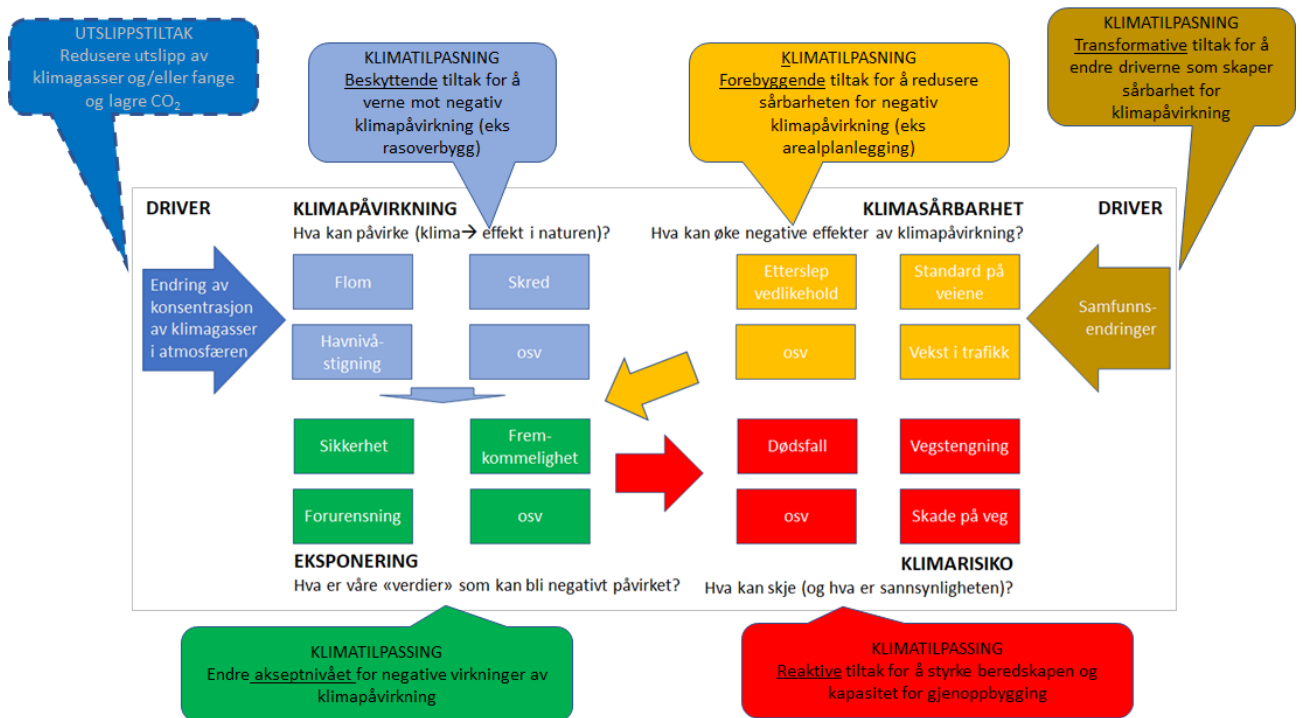 UTSLIPPSTILTAK
Redusere utslipp av
klimagasser og/eller fange
og lagre CO₂
KLIMATILPASNING
Beskyttende tiltak for å
verne mot negativ
klimapåvirkning (eks
rasoverbygg)
KLIMATILPASNING
Forebyggende tiltak for å redusere
sårbarheten for negativ
klimapåvirkning (eks
arealplanlegging)
KLIMATILPASNING
Transformative tiltak for å
endre driverne som skaper
sårbarhet for
klimapåvirkning
DRIVER
KLIMAPÅVIRKNING
Hva kan påvirke (klima→ effekt i naturen)?
KLIMASÅRBARHET
Hva kan øke negative effekter av klimapåvirkning?
DRIVER
Endring av
konsentrasjon
av klimagasser
i atmosfæren
Flom
Skred
Havnivå-
stigning
osv
Etterslep
vedlikehold
Standard på
veiene
osv
Vekst i trafikk
Samfunns-
endringer
Sikkerhet
Frem-
kommelighet
Forurensning
osv
Dødsfall
Vegstengning
osv
Skade på veg
EKSPONERING
Hva er våre «verdier» som kan bli negativt påvirket?
KLIMARISIKO
Hva kan skje (og hva er sannsynligheten)?
KLIMATILPASSING
Endre akseptnivået for negative virkninger av
klimapåvirkning
KLIMATILPASSING
Reaktive tiltak for å styrke beredskapen og
kapasitet for gjenoppbygging